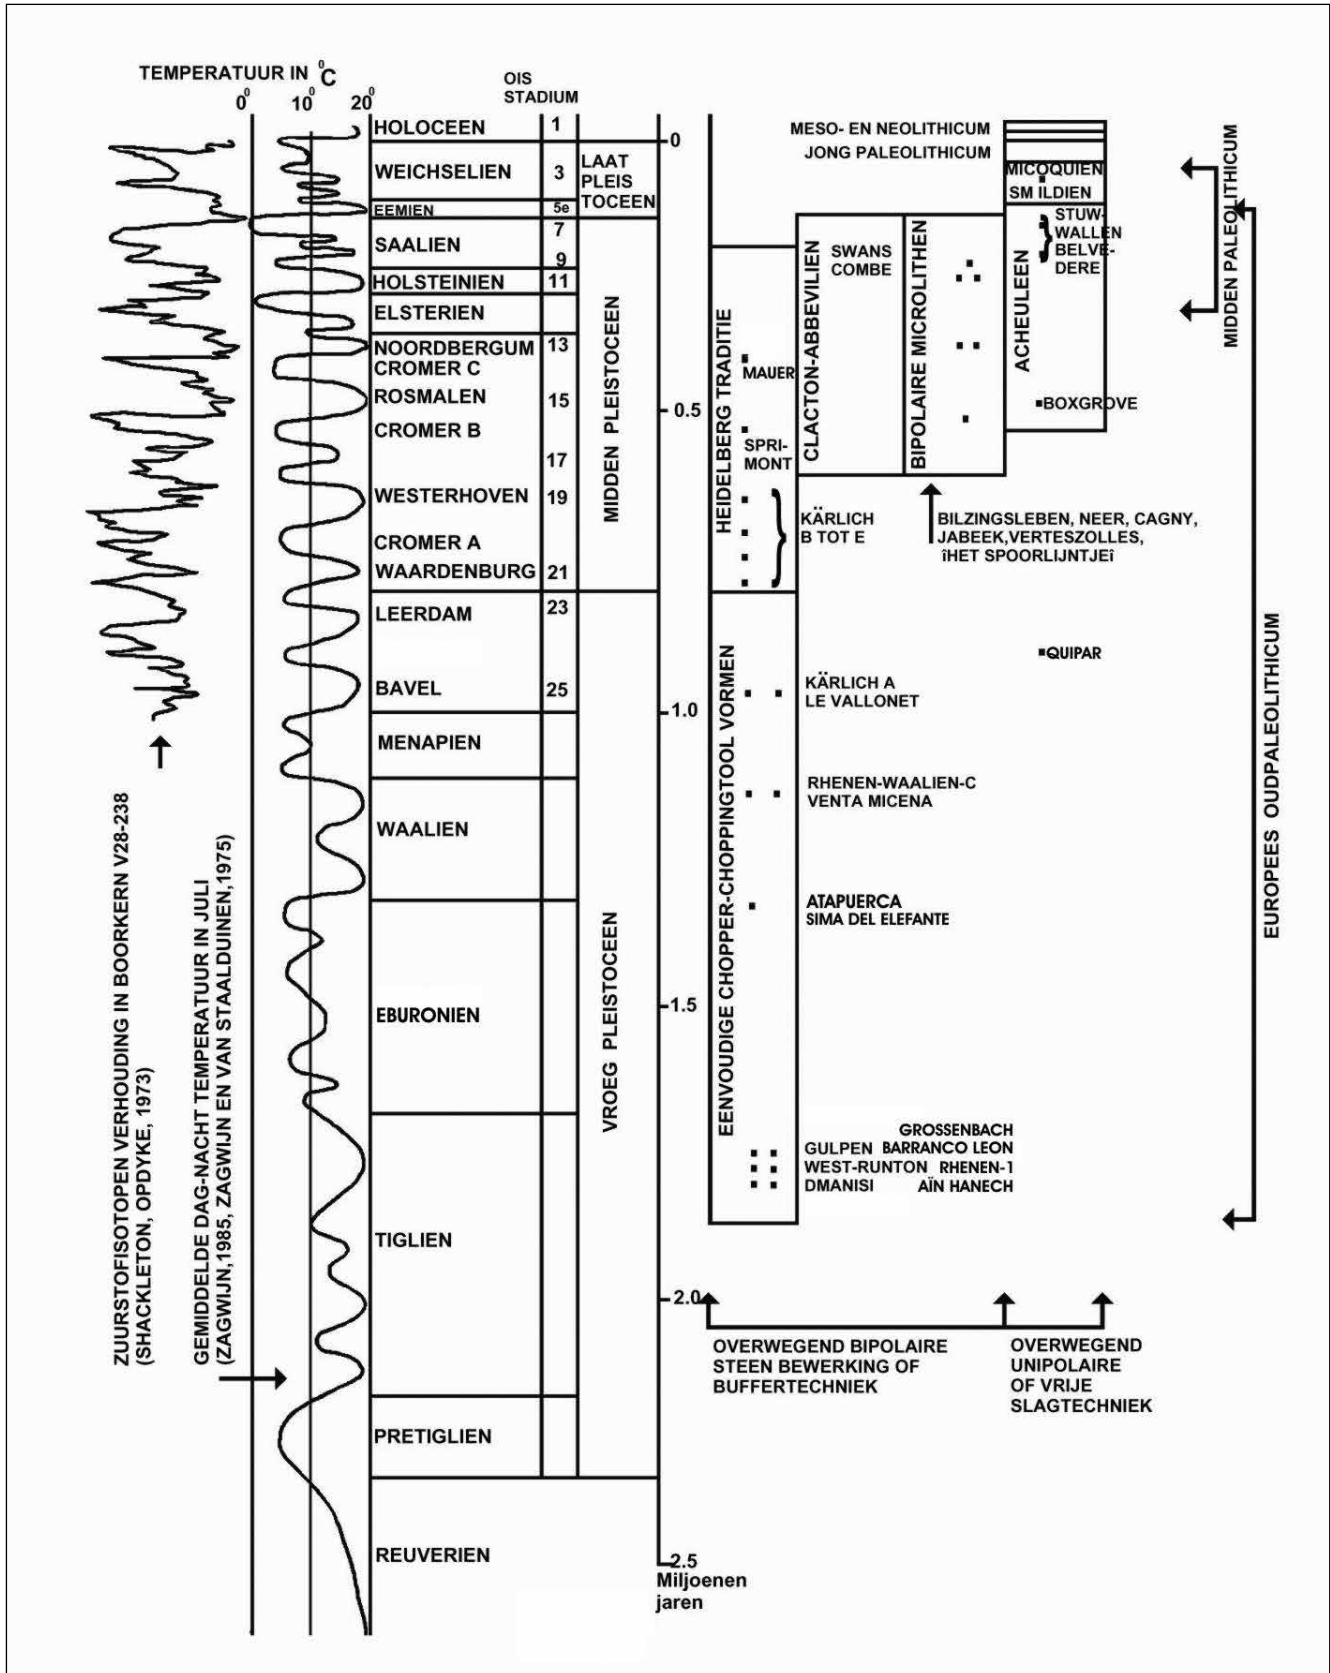 TEMPERATUUR IN °C
0° 10° 20°
OIS
STADIUM
HOLOCEEN 1
WEICHSELIEN 3
LAAT
PLEIS
TOCEEN
EEMIEN 5e
SAALIEN 7
9
HOLSTEINIEN 11
ELSTERIEN
NOORDBERGUM 13
CROMER C
ROSMALEN 15
CROMER B
17
WESTERHOVEN 19
CROMER A
WAARDENBURG 21
LEERDAM 23
BAVEL 25
MENAPIEN
WAALIEN
EBURONIEN
TIGLIEN
PRETIGLIEN
REUVERIEN
MIDDEN PLEISTOCEEN
VROEG PLEISTOCEEN
0
0.5
1.0
1.5
2.0
2.5
Miljoenen
jaren
ZUURSTOFISOTOPEN VERHOUDING IN BOORKERN V28-238
(SHACKLETON, OPDYKE, 1973)
GEMIDDELDE DAG-NACHT TEMPERATUUR IN JULI
(ZAGWIJN,1985, ZAGWIJN EN VAN STAALDUINEN,1975)
HEIDELBERG TRADITIE
MAUER
SPRI-
MONT
EENVOUDIGE CHOPPER-CHOPPINGTOOL VORMEN
CLACTON-ABBEVILIEN
SWANS
COMBE
BIPOLAIRE MICROLITHEN
MESO- EN NEOLITHICUM
JONG PALEOLITHICUM
MICOQUIEN
SM ILDIEN
ACHEULEEN
STUW-
WALLEN
BELVE-
DERE
BOXGROVE
KÄRLICH
B TOT E
BILZINGSLEBEN, NEER, CAGNY,
JABEEK,VERTESZOLLES,
îHET SPOORLIJNTJEî
QUIPAR
KÄRLICH A
LE VALLONET
RHENEN-WAALIEN-C
VENTA MICENA
ATAPUERCA
SIMA DEL ELEFANTE
GROSSENBACH
GULPEN BARRANCO LEON
WEST-RUNTON RHENEN-1
DMANISI AÏN HANECH
OVERWEGEND BIPOLAIRE
STEEN BEWERKING OF
BUFFERTECHNIEK
OVERWEGEND
UNIPOLAIRE
OF VRIJE
SLAGTECHNIEK
MIDDEN PALEOLITHICUM
EUROPEES OUDPALEOLITHICUM